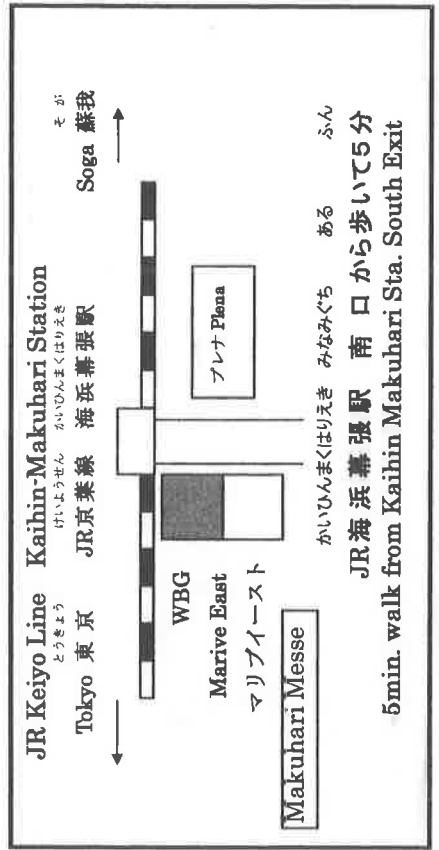 JR Keiyo Line Kaihin-Makuhari Station
とうきょう けいようせん かいひんまくはりえき そが
Tokyo 東京 JR京葉線 海浜幕張駅 Soga 蘇我
プレナ Plena
WBG
Marive East
マリブイースト
Makuhari Messe
かいひんまくはりえき みなみぐち ある ふん
JR海浜幕張駅 南口から歩いて5分
5min. walk from Kaihin Makuhari Sta. South Exit